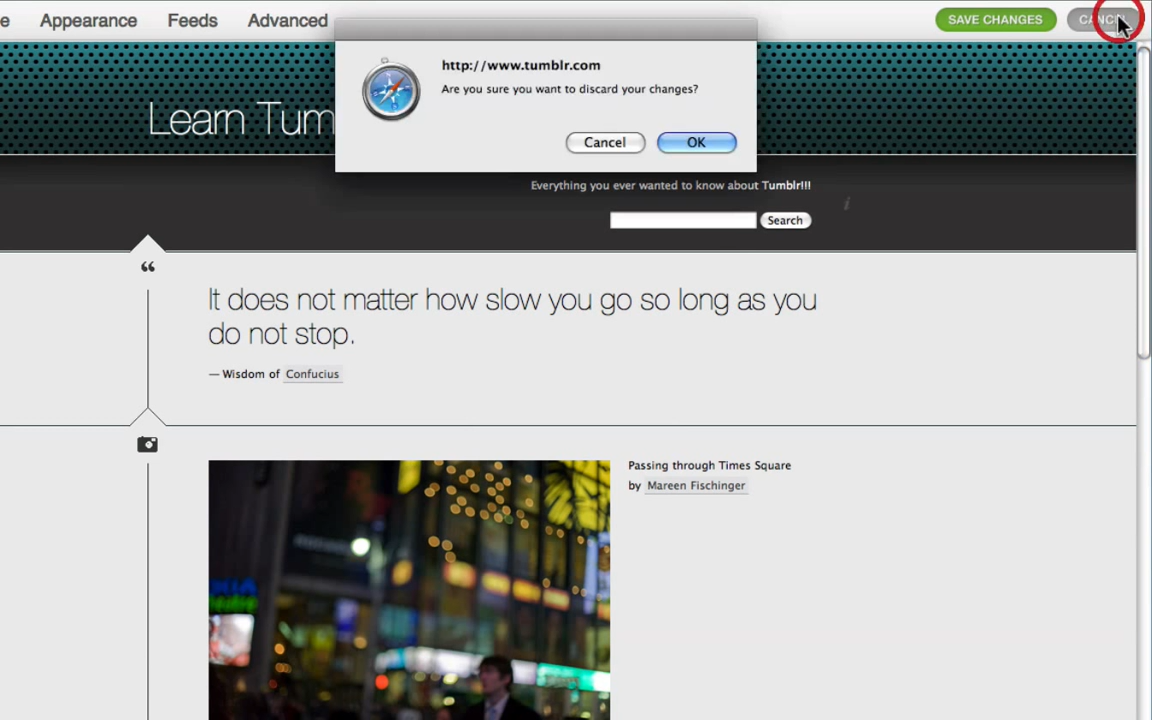 e Appearance Feeds Advanced SAVE CHANGES CANCEL
http://www.tumblr.com
Are you sure you want to discard your changes?
Cancel OK
Learn Tum
Everything you ever wanted to know about Tumblr!!!
i
Search
“
It does not matter how slow you go so long as you
do not stop.
— Wisdom of Confucius
Passing through Times Square
by Mareen Fischinger